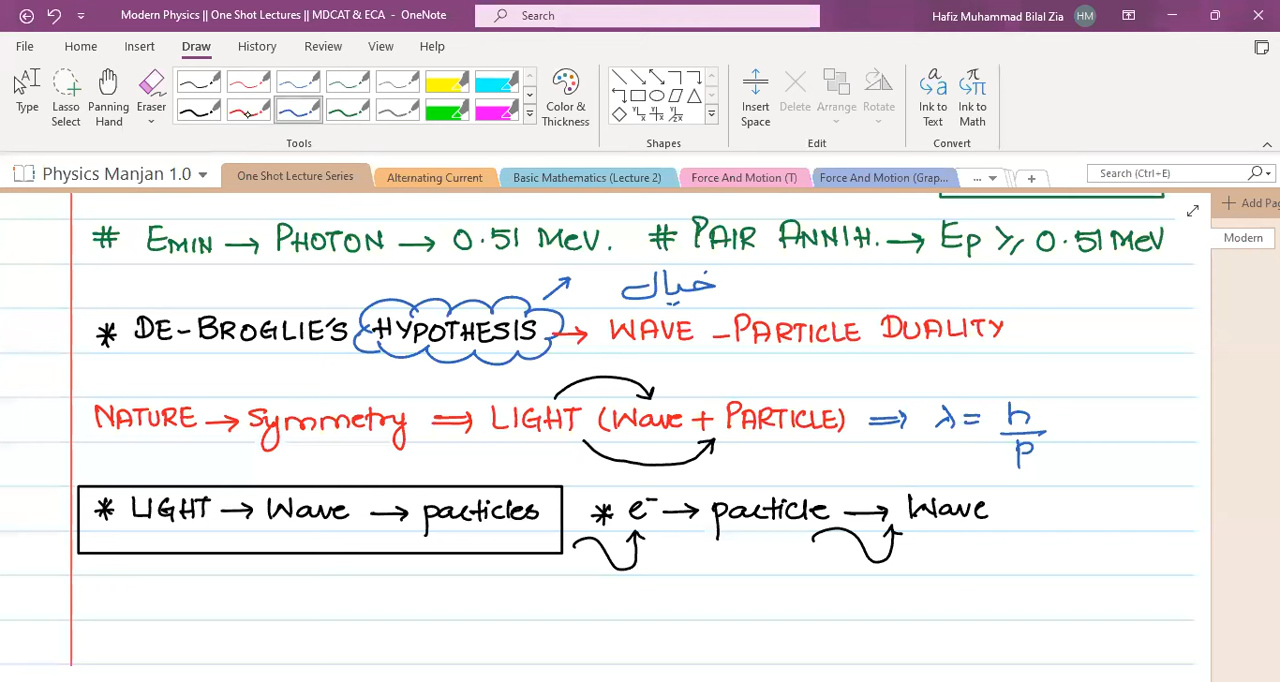 Modern Physics || One Shot Lectures || MDCAT & ECA - OneNote
Search
Hafiz Muhammad Bilal Zia HM
File Home Insert Draw History Review View Help
Type Lasso Select Panning Hand Eraser Color & Thickness Insert Space Delete Arrange Rotate Ink to Text Ink to Math
Tools Shapes Edit Convert
Physics Manjan 1.0 One Shot Lecture Series Alternating Current Basic Mathematics (Lecture 2) Force And Motion (T) Force And Motion (Grap... ... Search (Ctrl+E)
Add Pag
Modern
# EMIN → PHOTON → 0.51 MeV. # PAIR ANNIH. → Ep ⩾ 0.51 MeV
خیال
* DE-BROGLIE'S HYPOTHESIS → WAVE - PARTICLE DUALITY
NATURE → Symmetry ⟹ LIGHT (Wave + PARTICLE) ⟹ λ = h/p
* LIGHT → Wave → particles * e⁻ → particle → Wave